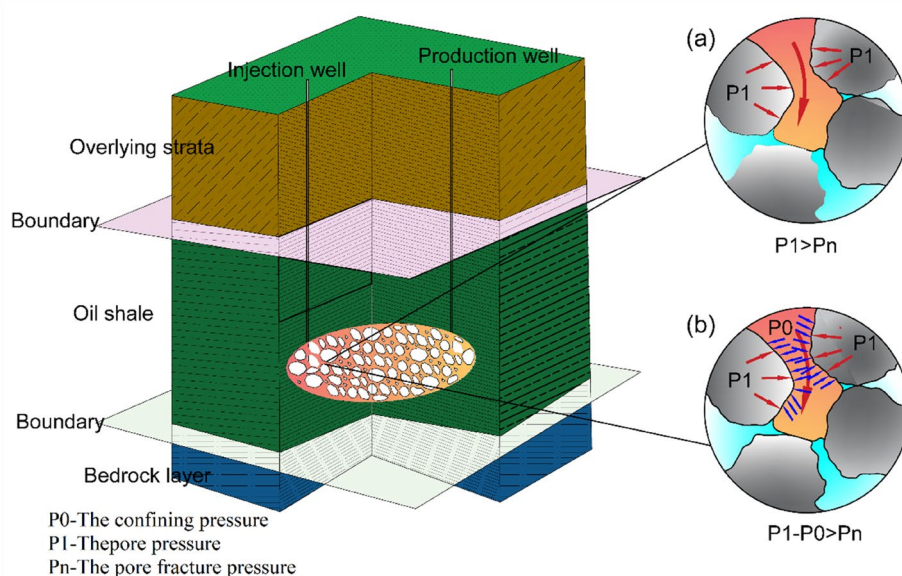 Injection well
Production well
Overlying strata
Boundary
Oil shale
Boundary
Bedrock layer
P0-The confining pressure
P1-Thepore pressure
Pn-The pore fracture pressure
(a)
P1
P1
P1>Pn
(b)
P0
P1
P1
P1-P0>Pn